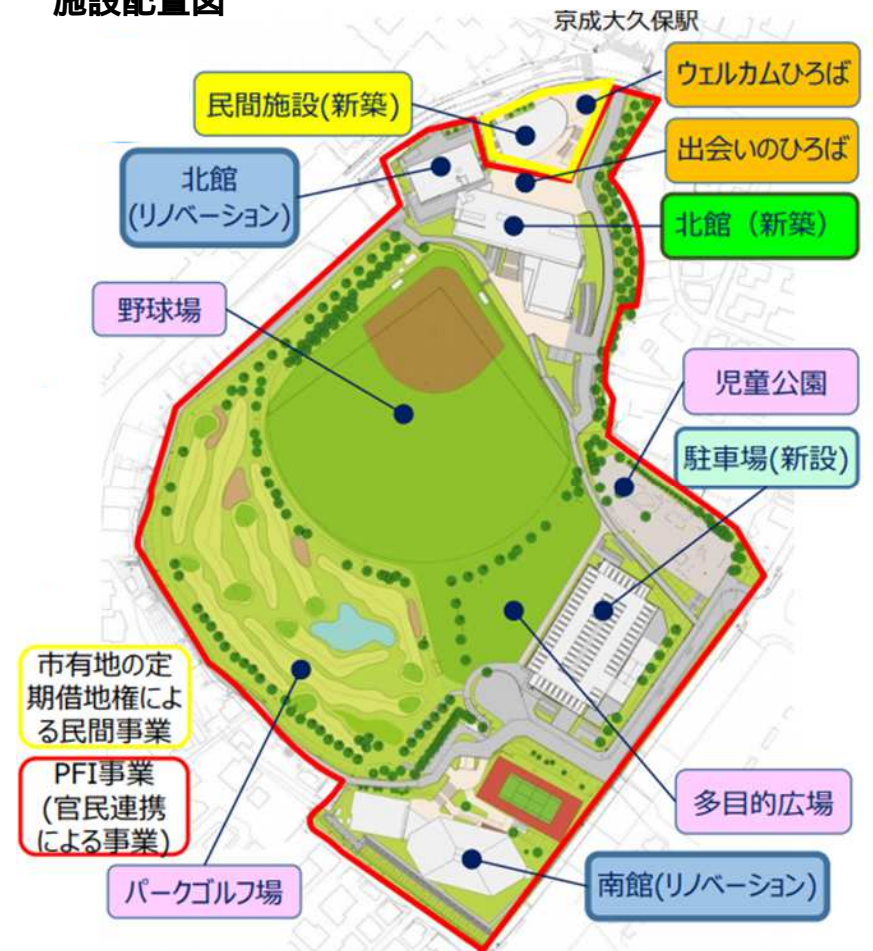 施設配置図
京成大久保駅
ウェルカムひろば
民間施設(新築)
出会いのひろば
北館
(リノベーション)
北館（新築）
野球場
児童公園
駐車場(新設)
市有地の定
期借地権によ
る民間事業
PFI事業
(官民連携
による事業)
多目的広場
パークゴルフ場
南館(リノベーション)